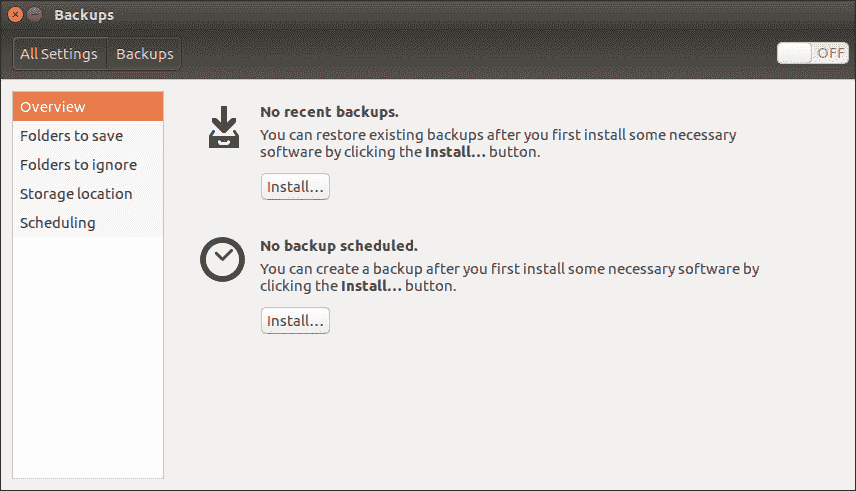 Backups
All Settings Backups OFF
Overview
Folders to save
Folders to ignore
Storage location
Scheduling
No recent backups.
You can restore existing backups after you first install some necessary
software by clicking the Install... button.
Install...
No backup scheduled.
You can create a backup after you first install some necessary software by
clicking the Install... button.
Install...